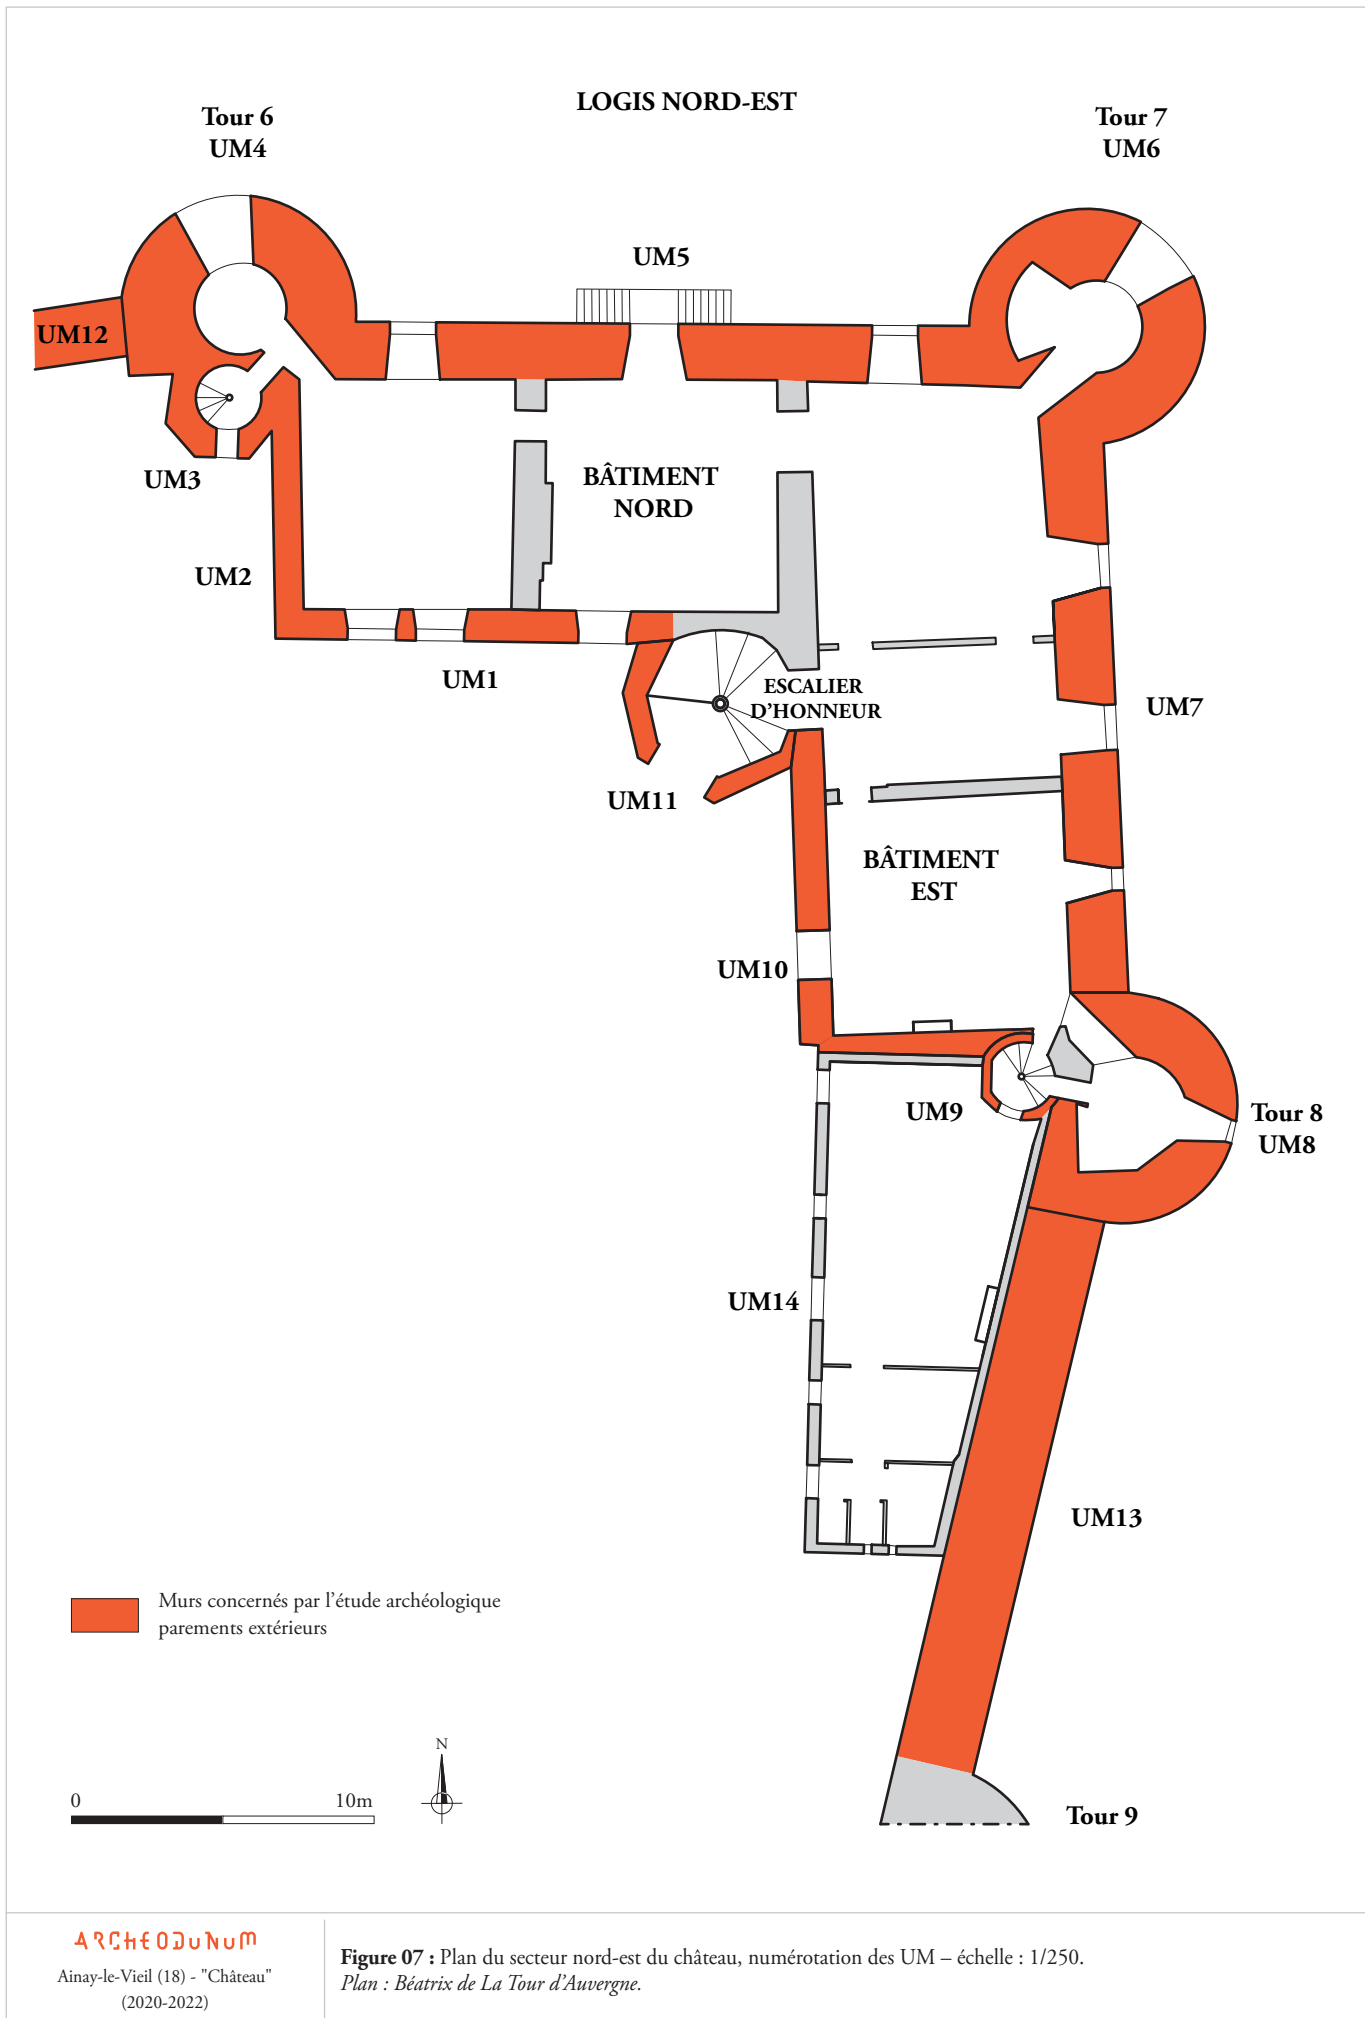 LOGIS NORD-EST
Tour 6
UM4
Tour 7
UM6
UM5
UM12
UM3
BÂTIMENT
NORD
UM2
UM1
ESCALIER
D'HONNEUR
UM7
UM11
BÂTIMENT
EST
UM10
UM9
Tour 8
UM8
UM14
UM13
Murs concernés par l'étude archéologique
parements extérieurs
N
0 10m
Tour 9
ARCHEODUNUM
Ainay-le-Vieil (18) - "Château"
(2020-2022)
Figure 07 : Plan du secteur nord-est du château, numérotation des UM – échelle : 1/250.
Plan : Béatrix de La Tour d'Auvergne.